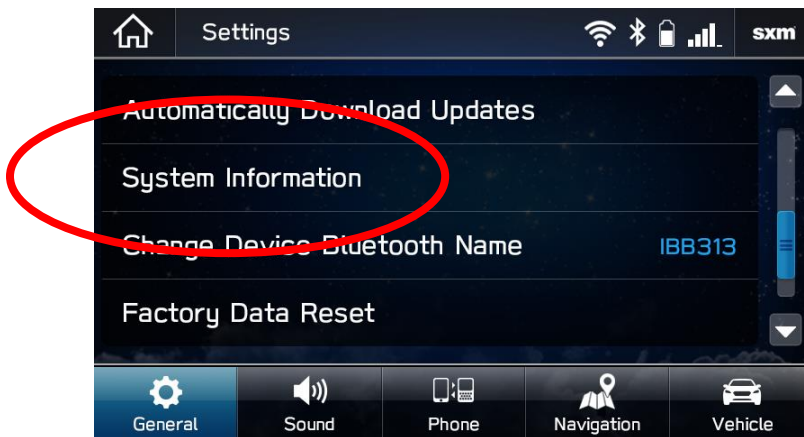 Settings
sxm
Automatically Download Updates
System Information
Change Device Bluetooth Name IBB313
Factory Data Reset
General Sound Phone Navigation Vehicle